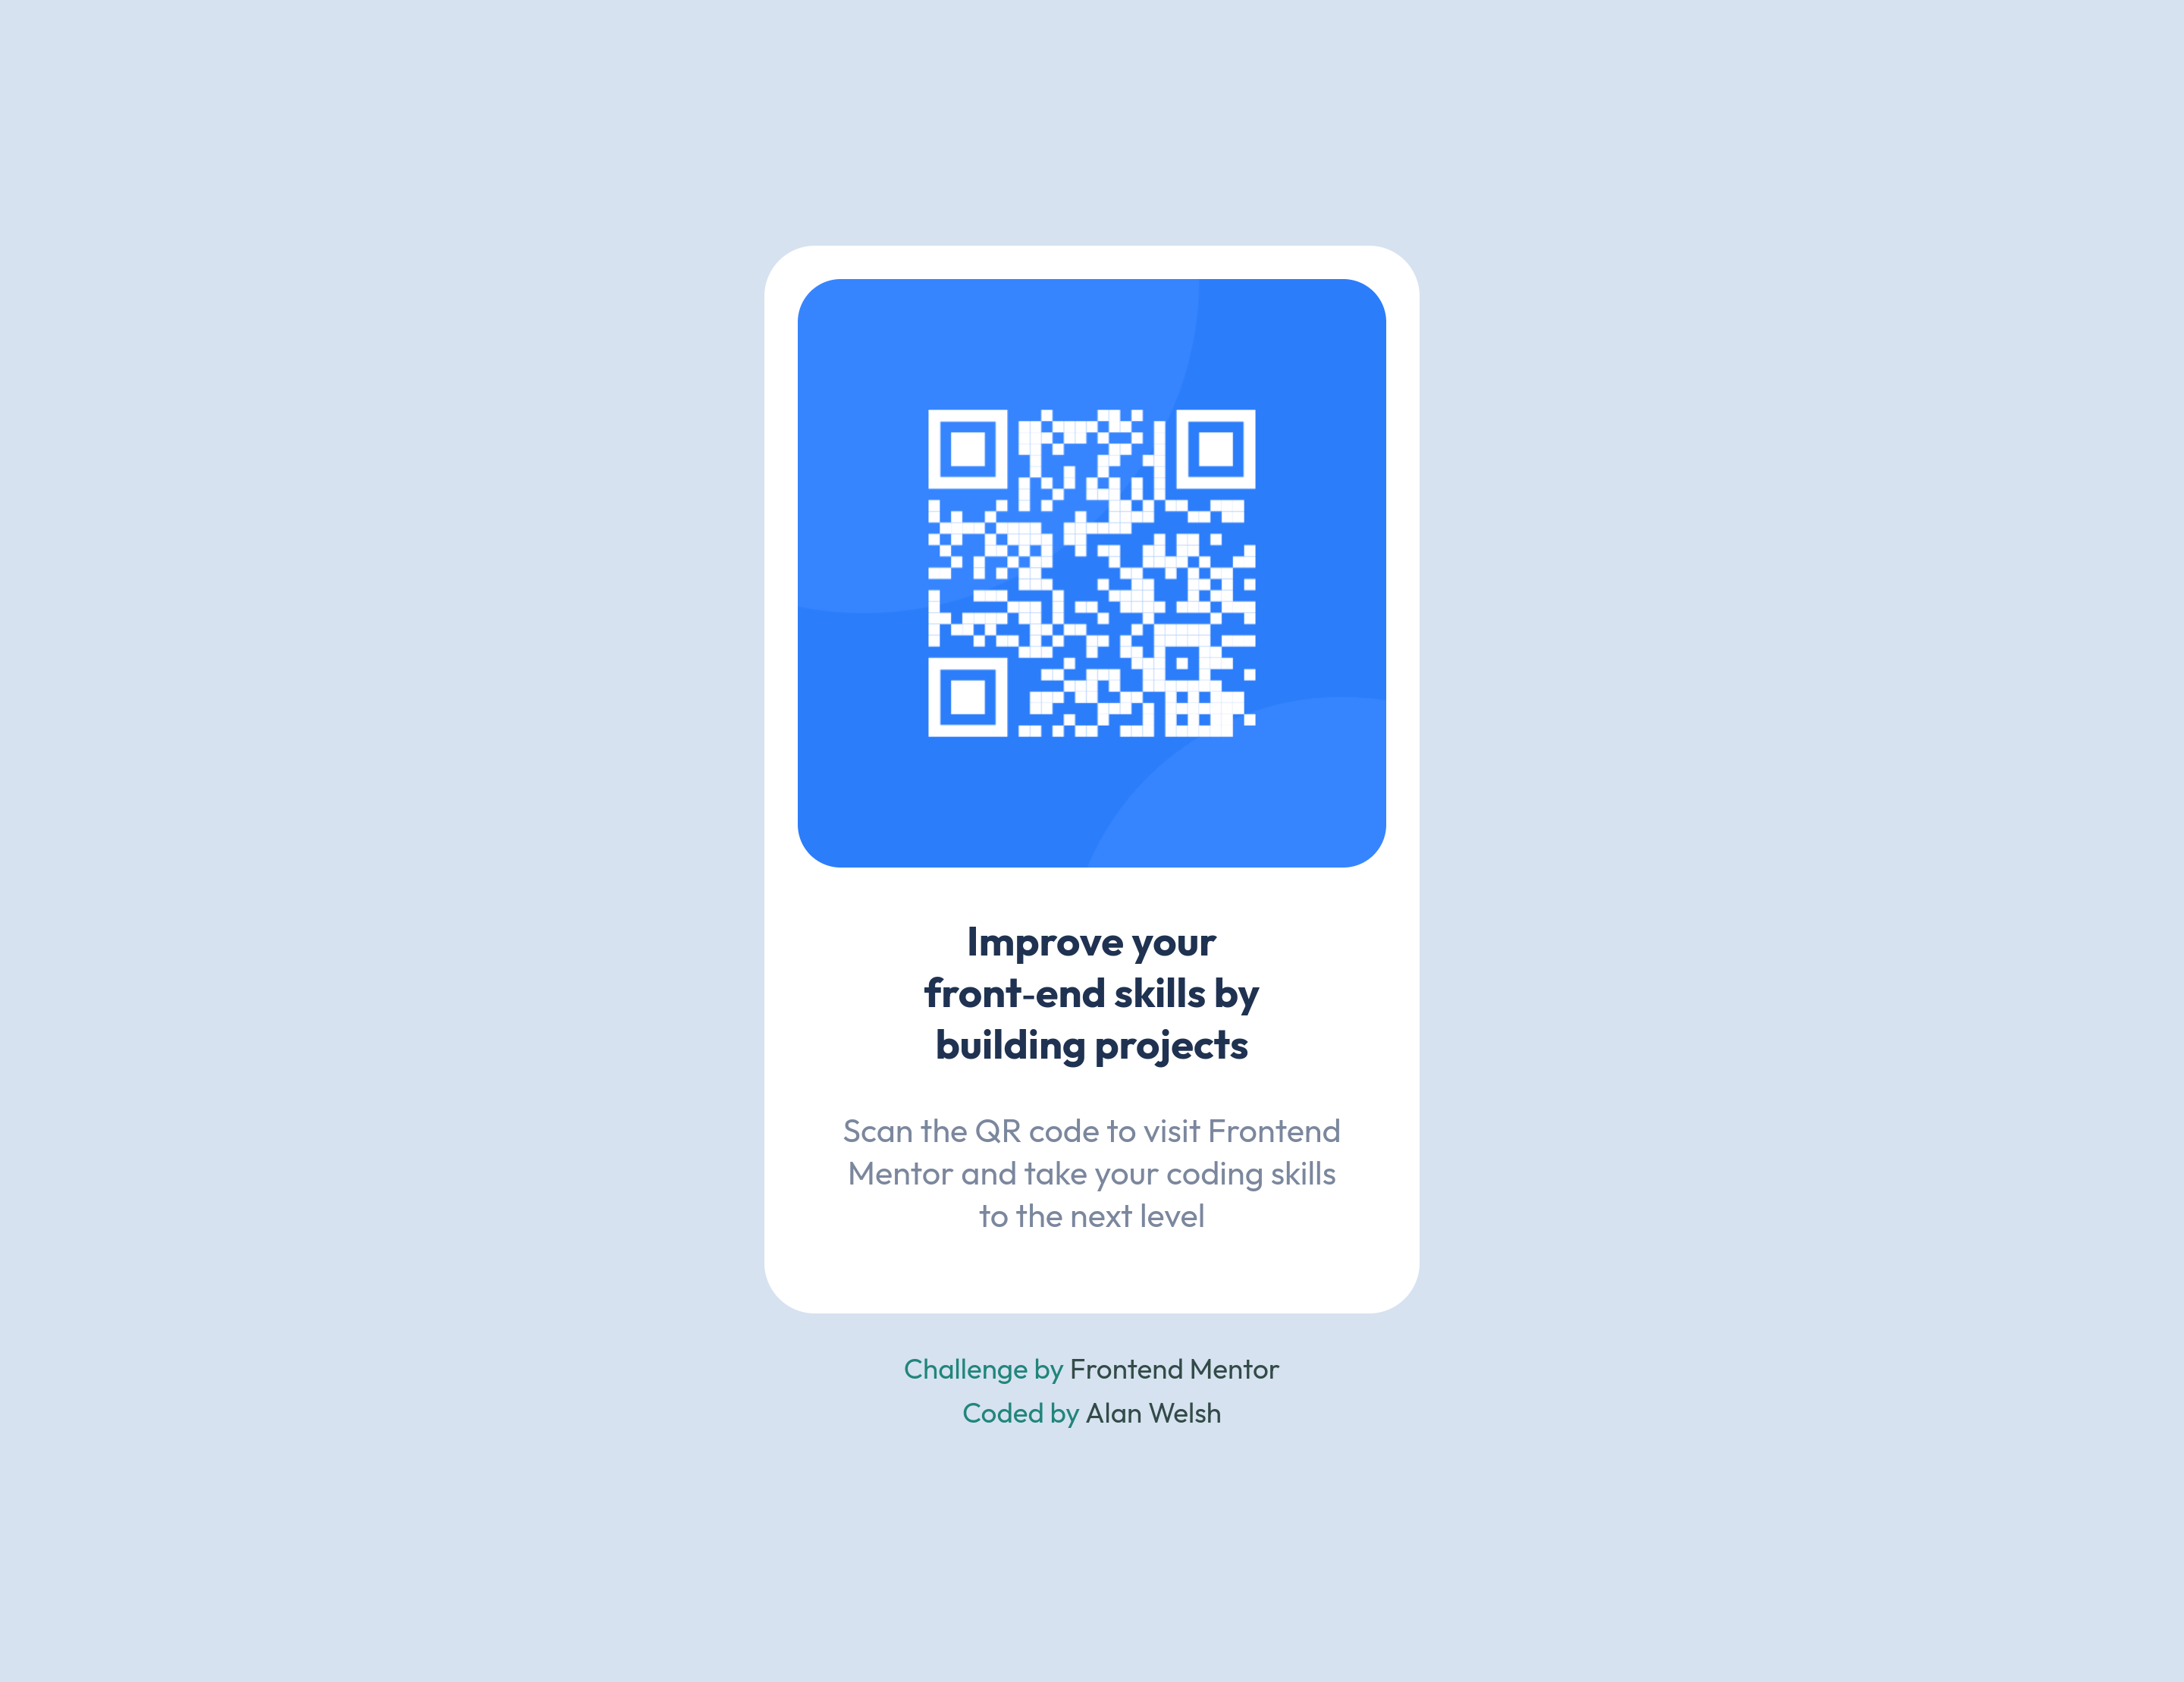 Improve your
front-end skills by
building projects
Scan the QR code to visit Frontend
Mentor and take your coding skills
to the next level
Challenge by Frontend Mentor
Coded by Alan Welsh